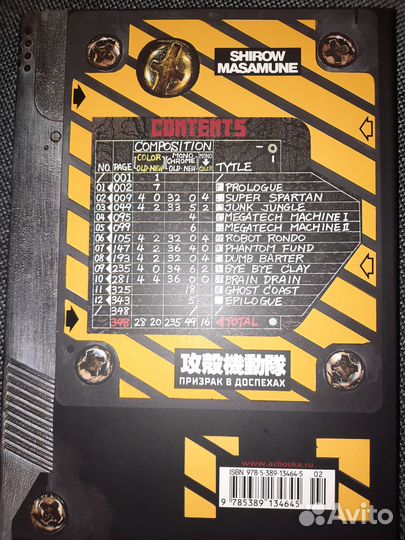 SHIROW
MASAMUNE
CONTENTS
COMPOSITION
COLOR MONO CHROME MONO
NO. PAGE OLD-NEW OLD-NEW DUET TYTLE
/ 001 1
01 002 7 PROLOGUE
02 009 4 0 32 0 4 SUPER SPARTAN
03 049 4 2 33 5 2 JUNK JUNGLE
04 095 4 MEGATECH MACHINE I
05 099 6 MEGATECH MACHINE II
06 105 4 2 32 0 4 ROBOT RONDO
07 147 4 2 36 4 0 PHANTOM FUND
08 193 4 2 32 0 4 DUMB BARTER
09 235 4 0 34 6 2 BYE BYE CLAY
10 281 4 4 36 0 0 BRAIN DRAIN
11 325 18 GHOST COAST
12 343 5 EPILOGUE
348 /
348 28 20 235 49 16 TOTAL
攻殻機動隊
ПРИЗРАК В ДОСПЕХАХ
www.azbooka.ru
ISBN 978-5-389-13464-5 02
9 785389 134645
Avito